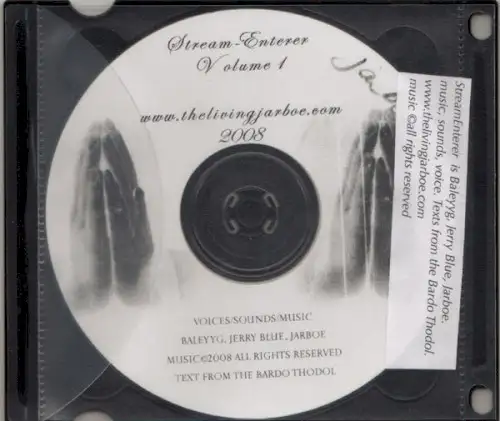 Stream-Enterer
Volume 1
www.thelivingjarboe.com
2008
VOICES/SOUNDS/MUSIC
BALEYYG, JERRY BLUE, JARBOE
MUSIC©2008 ALL RIGHTS RESERVED
TEXT FROM THE BARDO THODOL
StreamEnterer is Baleyyg, Jerry Blue, Jarboe.
music, sounds, voice. Texts from the Bardo Thodol.
www.thelivingjarboe.com
music ©all rights reserved